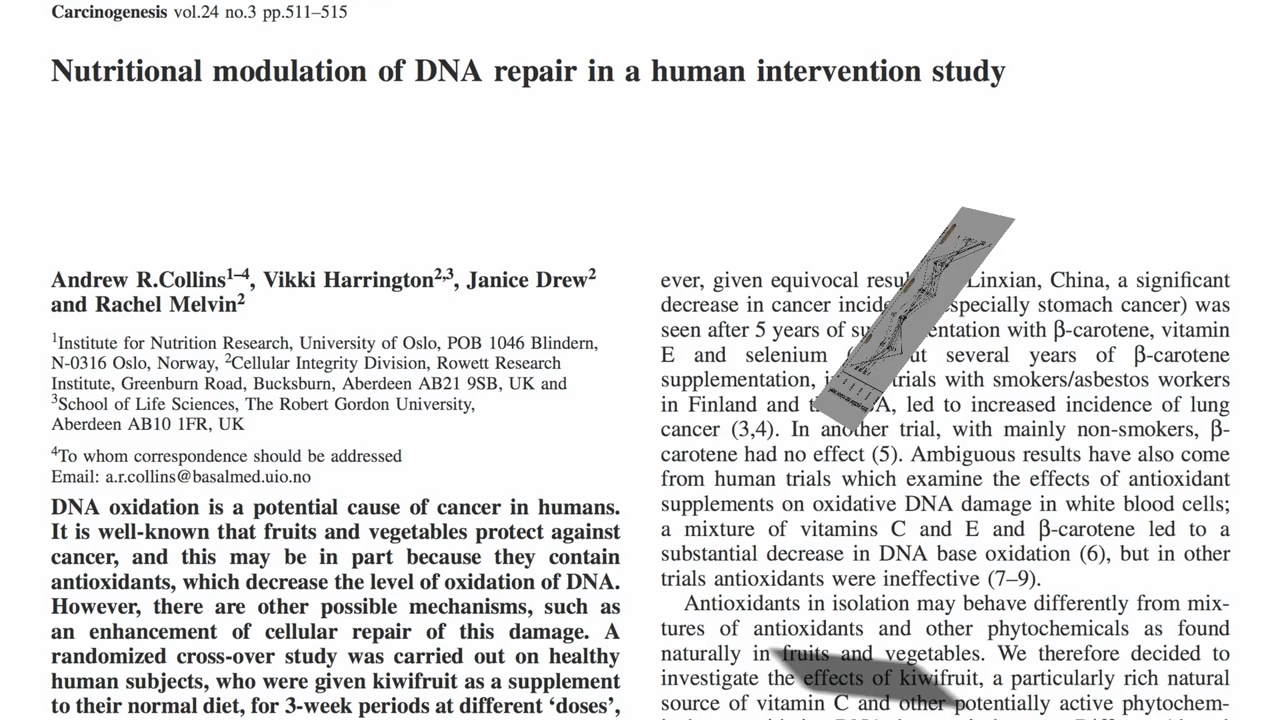 Carcinogenesis vol.24 no.3 pp.511–515
Nutritional modulation of DNA repair in a human intervention study
Andrew R.Collins1–4, Vikki Harrington2,3, Janice Drew2
and Rachel Melvin2
1Institute for Nutrition Research, University of Oslo, POB 1046 Blindern,
N-0316 Oslo, Norway, 2Cellular Integrity Division, Rowett Research
Institute, Greenburn Road, Bucksburn, Aberdeen AB21 9SB, UK and
3School of Life Sciences, The Robert Gordon University,
Aberdeen AB10 1FR, UK
4To whom correspondence should be addressed
Email: a.r.collins@basalmed.uio.no
DNA oxidation is a potential cause of cancer in humans.
It is well-known that fruits and vegetables protect against
cancer, and this may be in part because they contain
antioxidants, which decrease the level of oxidation of DNA.
However, there are other possible mechanisms, such as
an enhancement of cellular repair of this damage. A
randomized cross-over study was carried out on healthy
human subjects, who were given kiwifruit as a supplement
to their normal diet, for 3-week periods at different ‘doses’,
ever, given equivocal Linxian, China, a significant
decrease in cancer especially stomach cancer) was
seen after 5 years of with β-carotene, vitamin
E and selenium several years of β-carotene
supplementation, trials with smokers/asbestos workers
in Finland and led to increased incidence of lung
cancer (3,4). In another trial, with mainly non-smokers, β-
carotene had no effect (5). Ambiguous results have also come
from human trials which examine the effects of antioxidant
supplements on oxidative DNA damage in white blood cells;
a mixture of vitamins C and E and β-carotene led to a
substantial decrease in DNA base oxidation (6), but in other
trials antioxidants were ineffective (7–9).
Antioxidants in isolation may behave differently from mix-
tures of antioxidants and other phytochemicals as found
naturally in fruits and vegetables. We therefore decided to
investigate the effects of kiwifruit, a particularly rich natural
source of vitamin C and other potentially active phytochem-